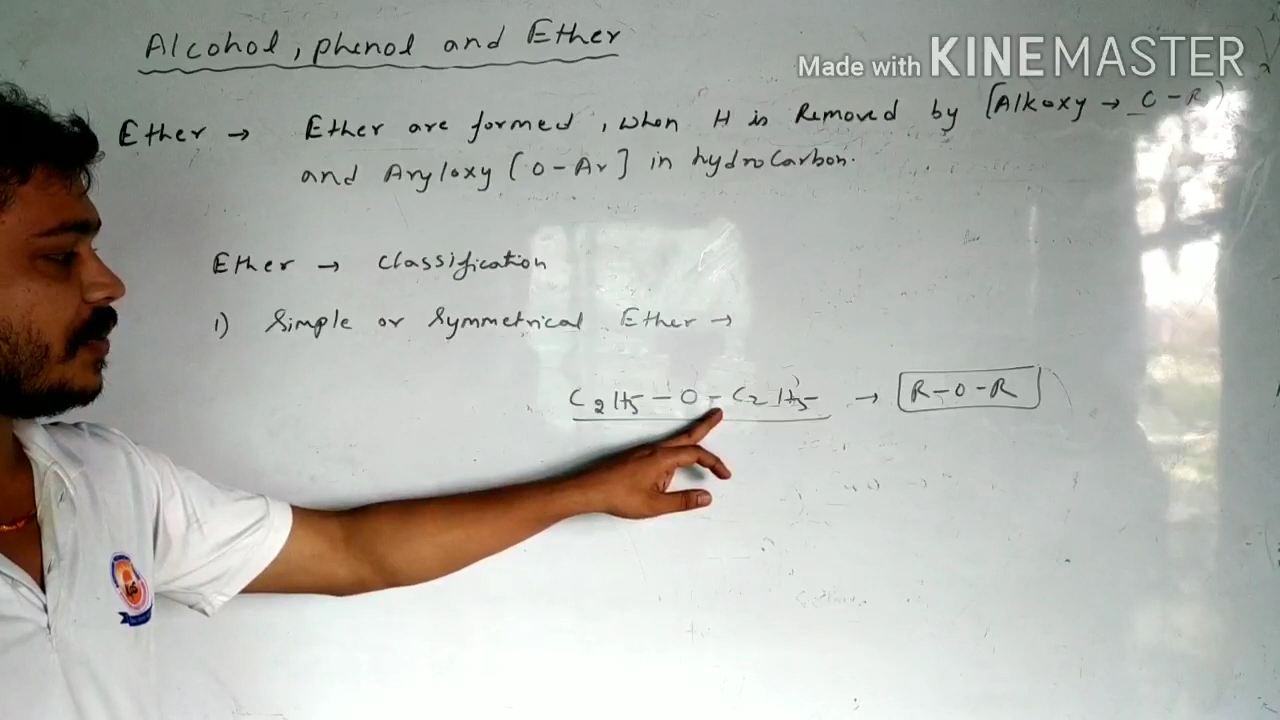 Alcohol, phenol and Ether
Made with KINEMASTER
Ether → Ether are formed, when H is Removed by (Alkoxy → O - R)
and Aryloxy [O - Ar] in hydrocarbon.
Ether → classification
1) Simple or Symmetrical Ether →
C2H5 - O - C2H5 → R-O-R